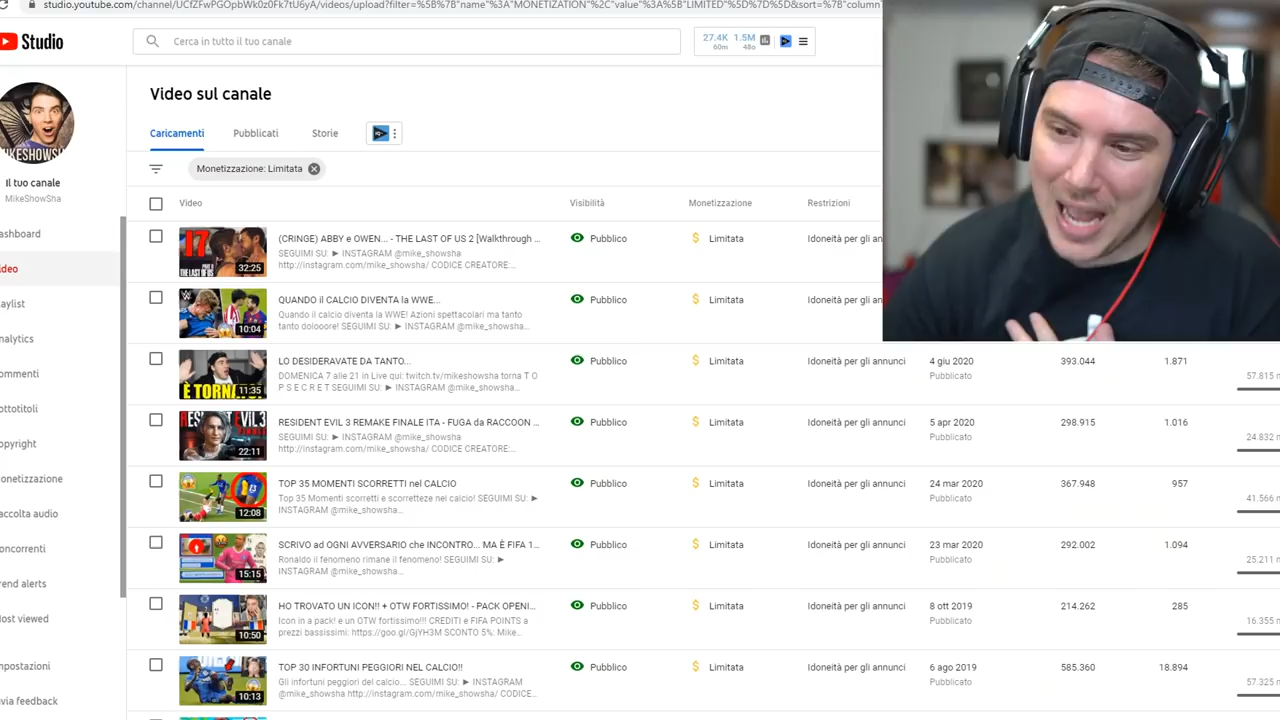 studio.youtube.com/channel/UCfZFwPGOpbWk0z0Fk7tU6yA/videos/upload?filter=%5B%7B"name"%3A"MONETIZATION"%2C"value"%3A%5B"LIMITED"%5D%7D%5D&sort=%7B"column
Studio
Cerca in tutto il tuo canale
27.4K 1.5M
60m 48o
Video sul canale
Caricamenti Pubblicati Storie
Monetizzazione: Limitata
Il tuo canale
MikeShowSha
ashboard
deo
aylist
nalytics
ommenti
ottotitoli
opyright
onetizzazione
accolta audio
oncorrenti
rend alerts
ost viewed
npostazioni
via feedback
Video Visibilità Monetizzazione Restrizioni
17
THE LAST OF US
32:25
(CRINGE) ABBY e OWEN... - THE LAST OF US 2 [Walkthrough ...
SEGUIMI SU: ► INSTAGRAM @mike_showsha
http://instagram.com/mike_showsha/ CODICE CREATORE:...
Pubblico Limitata Idoneità per gli an
10:04
QUANDO il CALCIO DIVENTA la WWE...
Quando il calcio diventa la WWE! Azioni spettacolari ma tanto
tanto dolooore! SEGUIMI SU: ► INSTAGRAM @mike_showsha...
Pubblico Limitata Idoneità per gli an
È TORNATO
11:35
LO DESIDERAVATE DA TANTO...
DOMENICA 7 alle 21 in Live qui: twitch.tv/mikeshowsha torna T O
P S E C R E T SEGUIMI SU: ► INSTAGRAM @mike_showsha...
Pubblico Limitata Idoneità per gli annunci 4 giu 2020 393.044 1.871
Pubblicato 57.815 m
22:11
RESIDENT EVIL 3 REMAKE FINALE ITA - FUGA da RACCOON ...
SEGUIMI SU: ► INSTAGRAM @mike_showsha
http://instagram.com/mike_showsha/ CODICE CREATORE:...
Pubblico Limitata Idoneità per gli annunci 5 apr 2020 298.915 1.016
Pubblicato 24.832 m
12:08
TOP 35 MOMENTI SCORRETTI nel CALCIO
Top 35 Momenti scorretti e scorretteze nel calcio! SEGUIMI SU: ►
INSTAGRAM @mike_showsha...
Pubblico Limitata Idoneità per gli annunci 24 mar 2020 367.948 957
Pubblicato 41.566 m
15:15
SCRIVO ad OGNI AVVERSARIO che INCONTRO... MA È FIFA 1...
Ronaldo il fenomeno rimane il fenomeno! SEGUIMI SU: ►
INSTAGRAM @mike_showsha...
Pubblico Limitata Idoneità per gli annunci 23 mar 2020 292.002 1.094
Pubblicato 25.211 m
10:50
HO TROVATO UN ICON!! + OTW FORTISSIMO! - PACK OPENI...
Icon in a pack! e un OTW fortissimo!!! CREDITI e FIFA POINTS a
prezzi bassissimi: https://goo.gl/GjYH3M SCONTO 5%: Mike...
Pubblico Limitata Idoneità per gli annunci 8 ott 2019 214.262 285
Pubblicato 16.355 m
10:13
TOP 30 INFORTUNI PEGGIORI NEL CALCIO!!
Gli infortuni peggiori del calcio... SEGUIMI SU: ► INSTAGRAM
@mike_showsha http://instagram.com/mike_showsha/ CODICE...
Pubblico Limitata Idoneità per gli annunci 6 ago 2019 585.360 18.894
Pubblicato 57.325 m